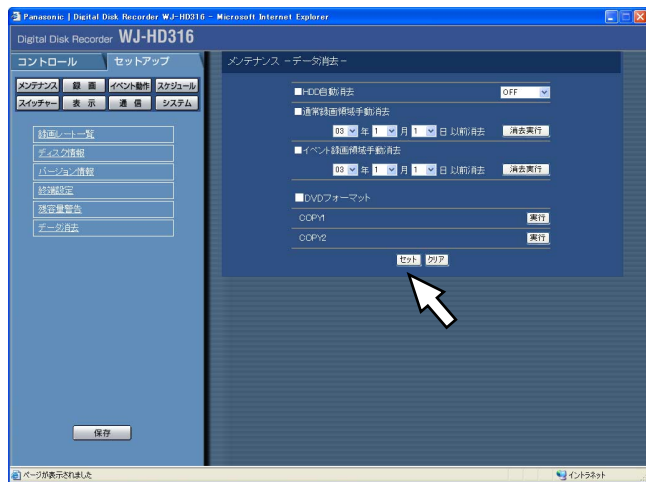 Panasonic | Digital Disk Recorder WJ-HD316 - Microsoft Internet Explorer
Digital Disk Recorder WJ-HD316
コントロール セットアップ
メンテナンス 録 画 イベント動作 スケジュール
スイッチャー 表 示 通 信 システム
録画レート一覧
ディスク情報
バージョン情報
終端設定
残容量警告
データ消去
保存
メンテナンス －データ消去－
■HDD自動消去 OFF
■通常録画領域手動消去
03 年 1 月 1 日 以前消去 消去実行
■イベント録画領域手動消去
03 年 1 月 1 日 以前消去 消去実行
■DVDフォーマット
COPY1 実行
COPY2 実行
セット クリア
ページが表示されました イントラネット